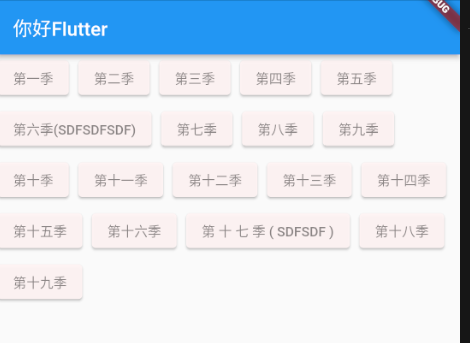 你好Flutter
BUG
第一季 第二季 第三季 第四季 第五季
第六季(SDFSDFSDF) 第七季 第八季 第九季
第十季 第十一季 第十二季 第十三季 第十四季
第十五季 第十六季 第 十 七 季 ( SDFSDF ) 第十八季
第十九季